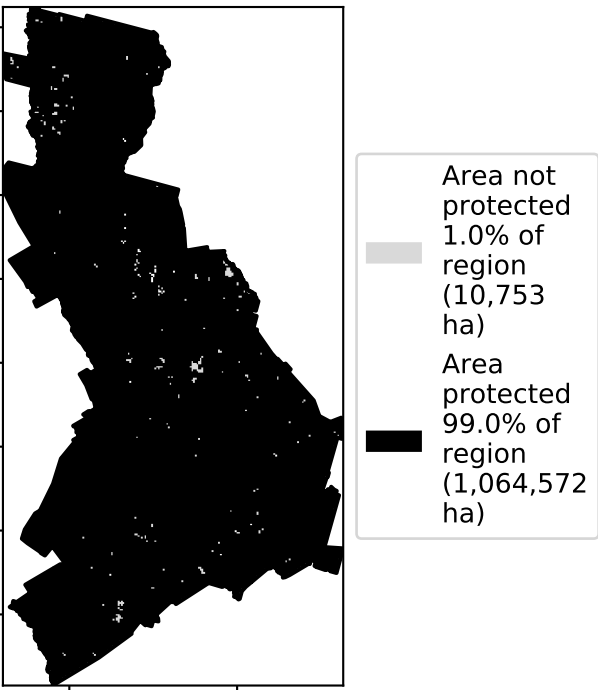 Area not
protected
1.0% of
region
(10,753
ha)
Area
protected
99.0% of
region
(1,064,572
ha)